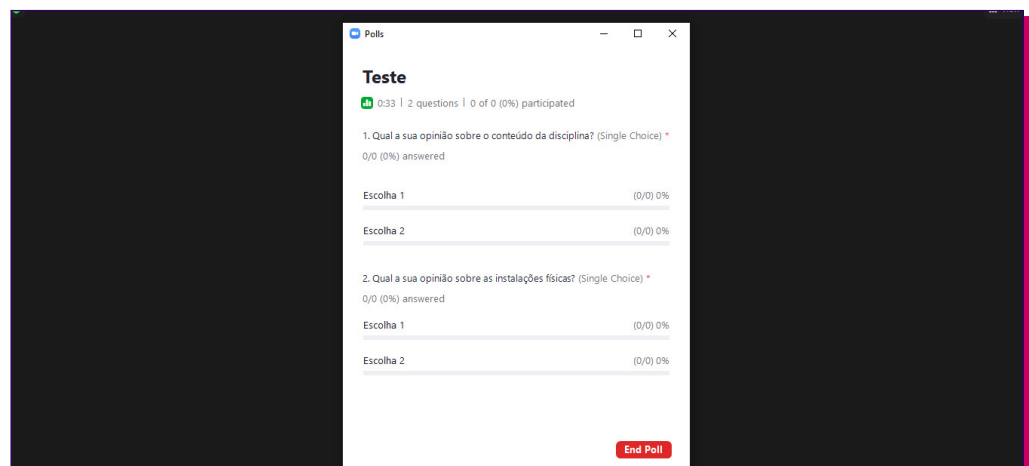 Polls
Teste
0:33 | 2 questions | 0 of 0 (0%) participated
1. Qual a sua opinião sobre o conteúdo da disciplina? (Single Choice) *
0/0 (0%) answered
Escolha 1 (0/0) 0%
Escolha 2 (0/0) 0%
2. Qual a sua opinião sobre as instalações físicas? (Single Choice) *
0/0 (0%) answered
Escolha 1 (0/0) 0%
Escolha 2 (0/0) 0%
End Poll